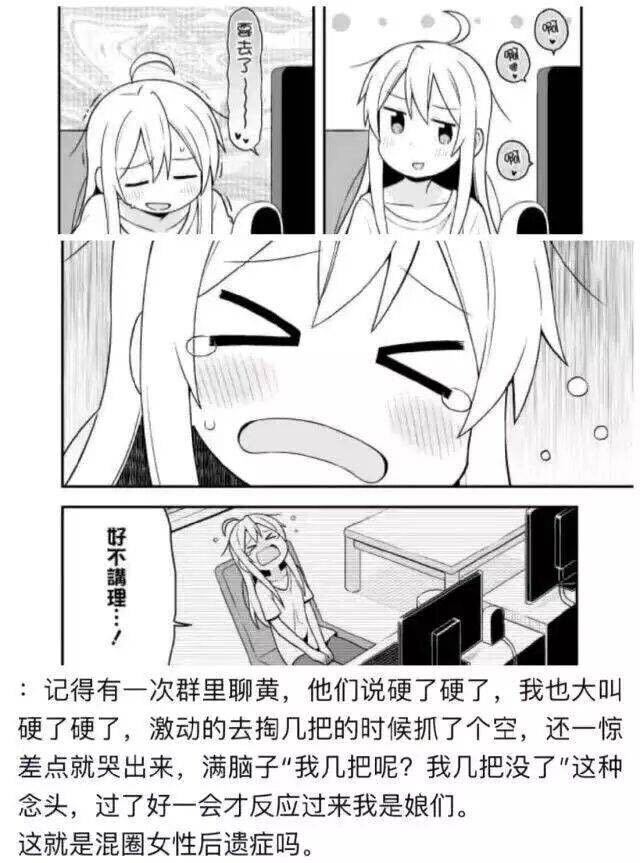 啊♥
啊♥
要去了～～～♥♥
好不講理…！
：记得有一次群里聊黄，他们说硬了硬了，我也大叫
硬了硬了，激动的去掏几把的时候抓了个空，还一惊
差点就哭出来，满脑子“我几把呢？我几把没了”这种
念头，过了好一会才反应过来我是娘们。
这就是混圈女性后遗症吗。